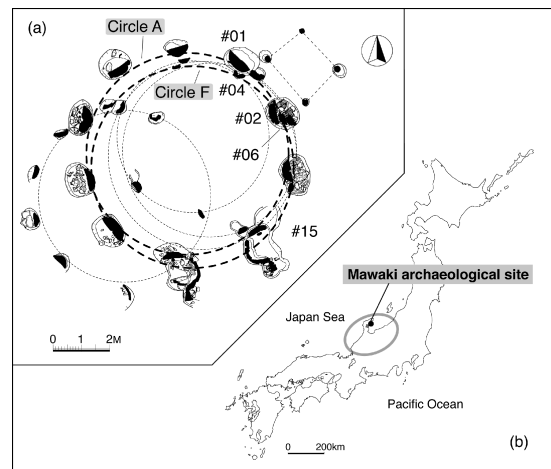 (a)
Circle A
#01
Circle F
#04
#02
#06
#15
0 1 2M
Mawaki archaeological site
Japan Sea
Pacific Ocean
0 200km
(b)